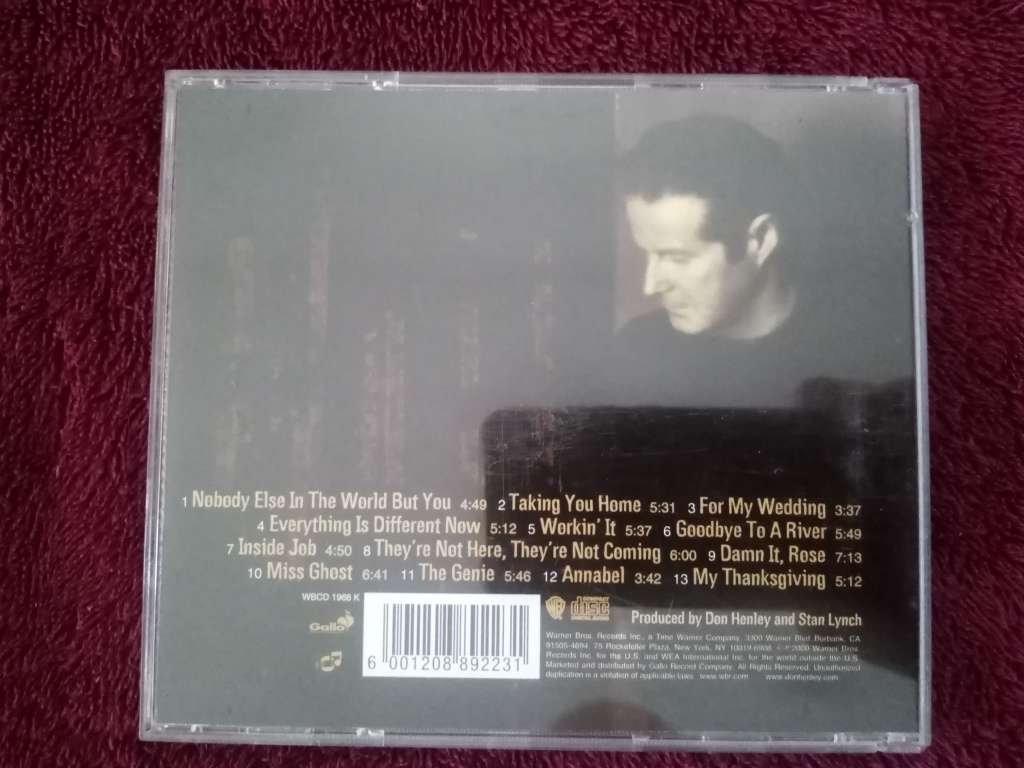 1 Nobody Else In The World But You 4:49 2 Taking You Home 5:31 3 For My Wedding 3:37
4 Everything Is Different Now 5:12 5 Workin' It 5:37 6 Goodbye To A River 5:49
7 Inside Job 4:50 8 They're Not Here, They're Not Coming 6:00 9 Damn It, Rose 7:13
10 Miss Ghost 6:41 11 The Genie 5:46 12 Annabel 3:42 13 My Thanksgiving 5:12
WBCD 1968 K
Gallo
6 001208 892231
WB
COMPACT
disc
DIGITAL AUDIO
Produced by Don Henley and Stan Lynch
Warner Bros. Records Inc., a Time Warner Company. 3300 Warner Blvd. Burbank, CA
91505-4694. 75 Rockefeller Plaza, New York, NY 10019-6908. © ℗ 2000 Warner Bros.
Records Inc. for the U.S. and WEA International Inc. for the world outside the U.S.
Marketed and distributed by Gallo Record Company. All Rights Reserved. Unauthorized
duplication is a violation of applicable laws. www.wbr.com www.donhenley.com